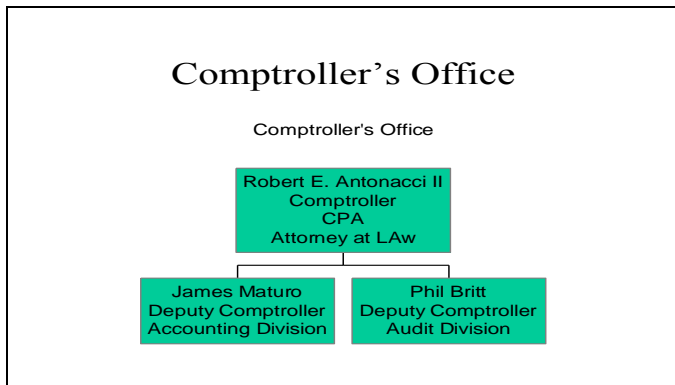 Comptroller’s Office
Comptroller's Office
Robert E. Antonacci II
Comptroller
CPA
Attorney at LAw
James Maturo
Deputy Comptroller
Accounting Division
Phil Britt
Deputy Comptroller
Audit Division